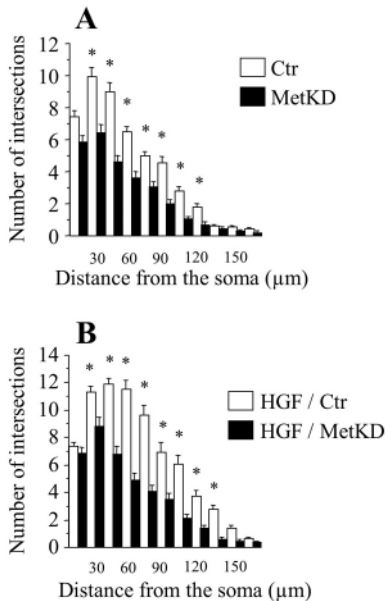 A
Number of intersections
12
10
8
6
4
2
0
* * * * * * *
Ctr
MetKD
30 60 90 120 150
Distance from the soma (µm)
B
Number of intersections
14
12
10
8
6
4
2
0
* * * * * * * *
HGF / Ctr
HGF / MetKD
30 60 90 120 150
Distance from the soma (µm)